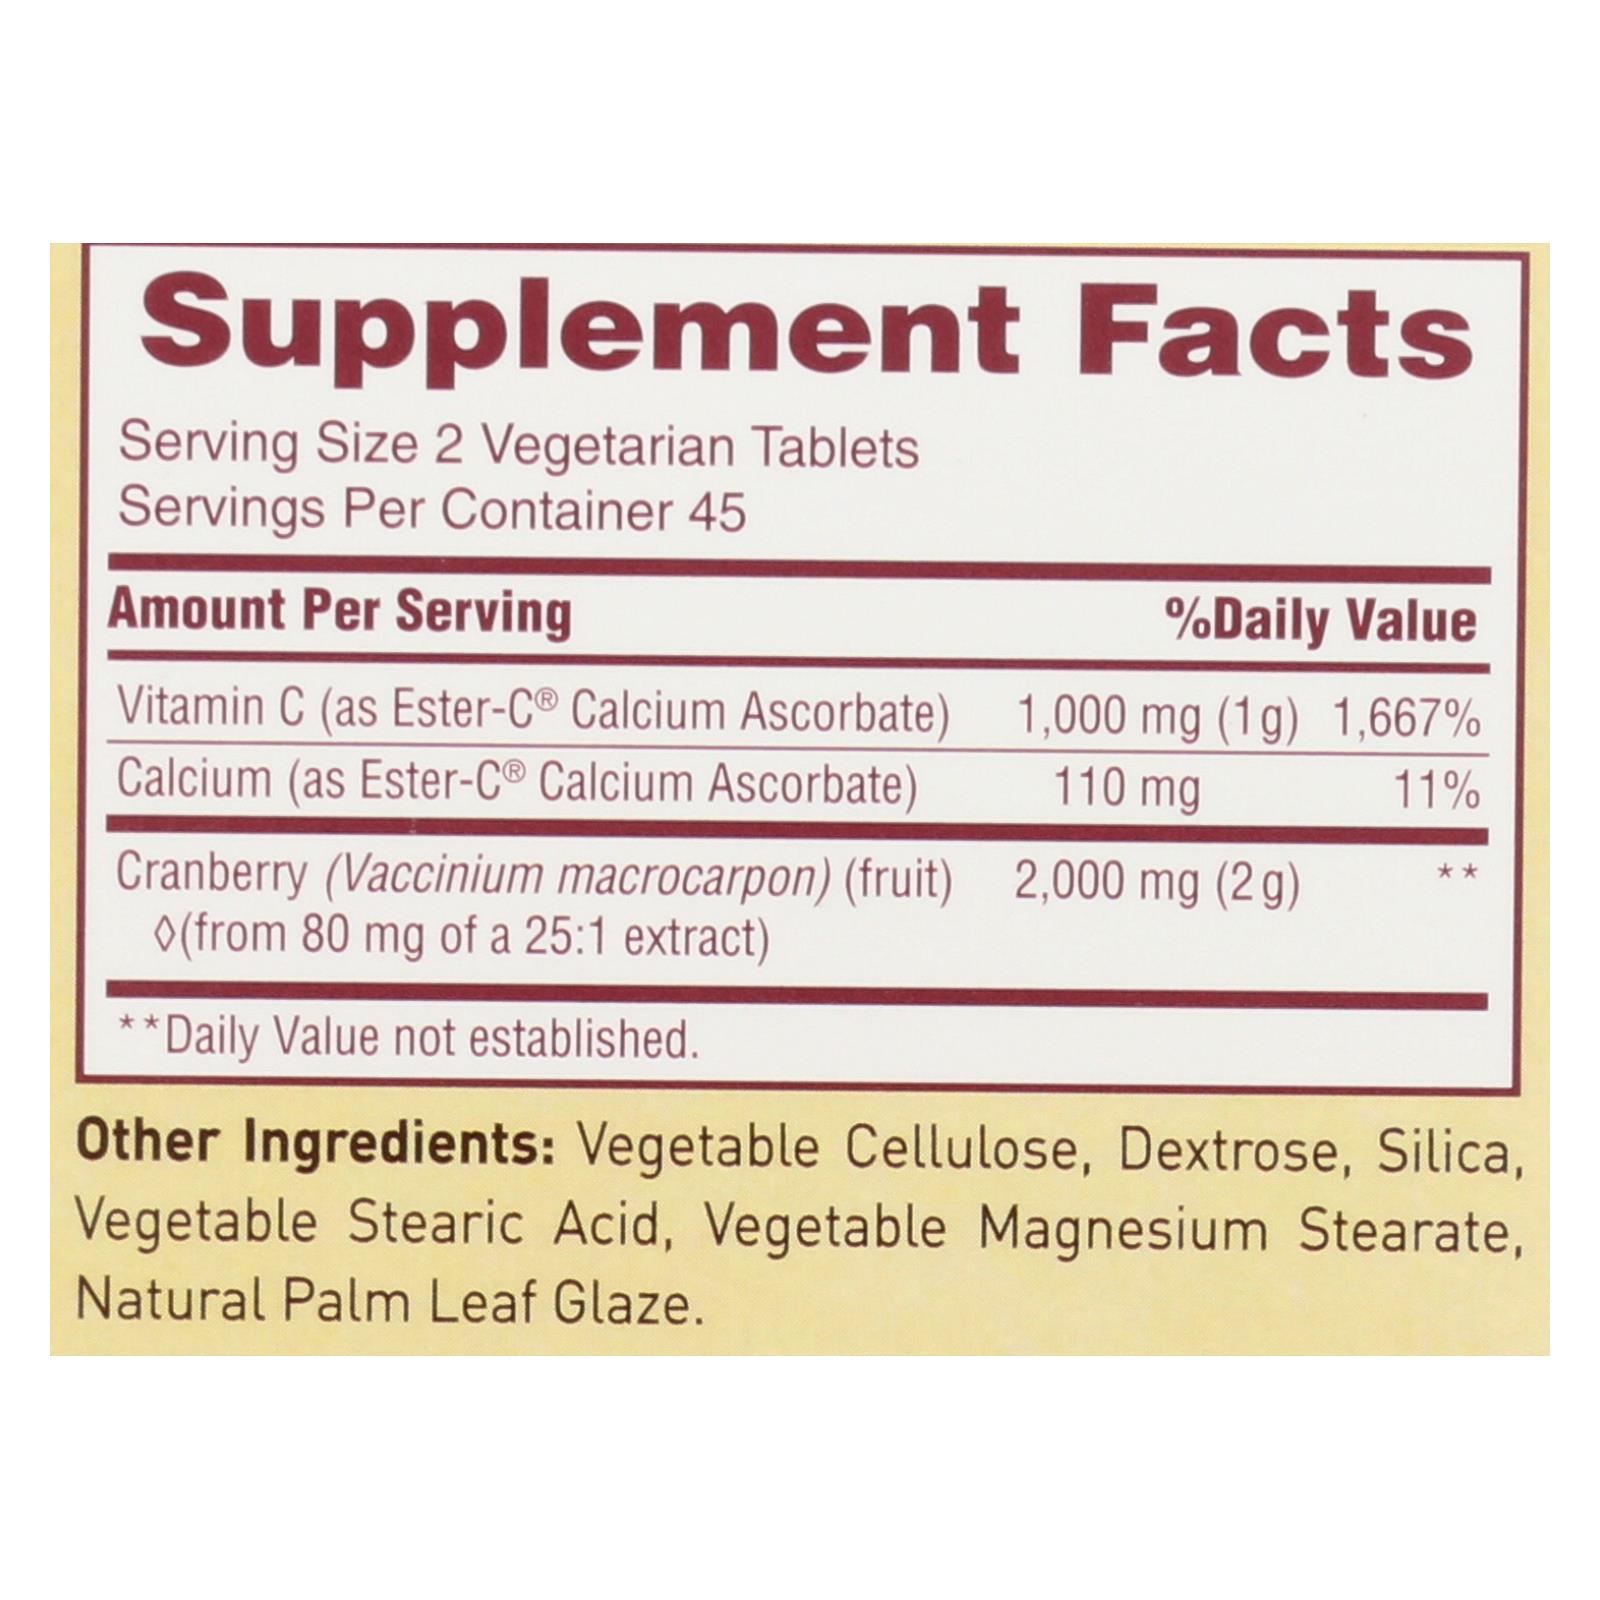 Supplement Facts
Serving Size 2 Vegetarian Tablets
Servings Per Container 45
Amount Per Serving %Daily Value
Vitamin C (as Ester-C® Calcium Ascorbate) 1,000 mg (1 g) 1,667%
Calcium (as Ester-C® Calcium Ascorbate) 110 mg 11%
Cranberry (Vaccinium macrocarpon) (fruit) 2,000 mg (2 g) **
◊(from 80 mg of a 25:1 extract)
**Daily Value not established.
Other Ingredients: Vegetable Cellulose, Dextrose, Silica,
Vegetable Stearic Acid, Vegetable Magnesium Stearate,
Natural Palm Leaf Glaze.